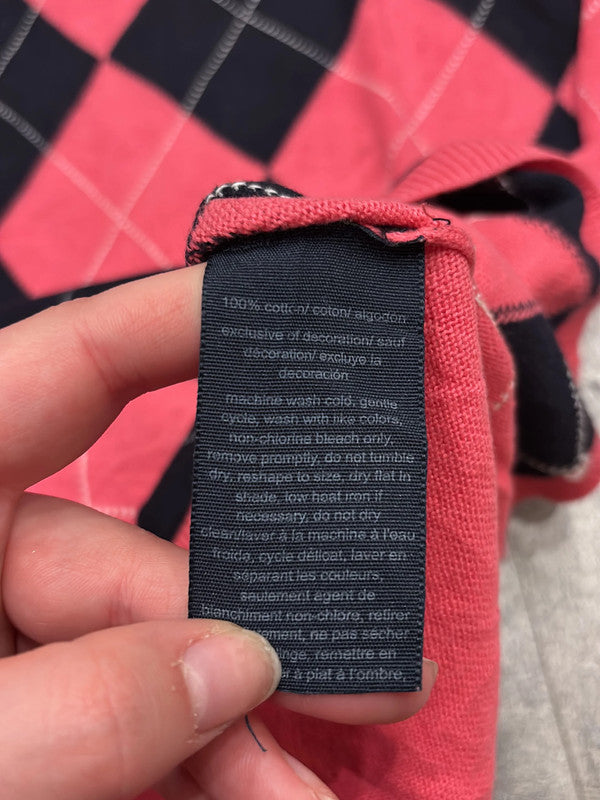 100% cotton/ coton/ algodon
exclusive of decoration/ sauf
décoration/ excluye la
decoración
machine wash cold, gentle
cycle, wash with like colors,
non-chlorine bleach only,
remove promptly, do not tumble
dry, reshape to size, dry flat in
shade, low heat iron if
necessary, do not dry
clean/laver à la machine à l'eau
froide, cycle délicat, laver en
séparant les couleurs,
seulement agent de
blanchiment non-chlore, retirer
ne pas sécher
remettre en
à plat à l'ombre,